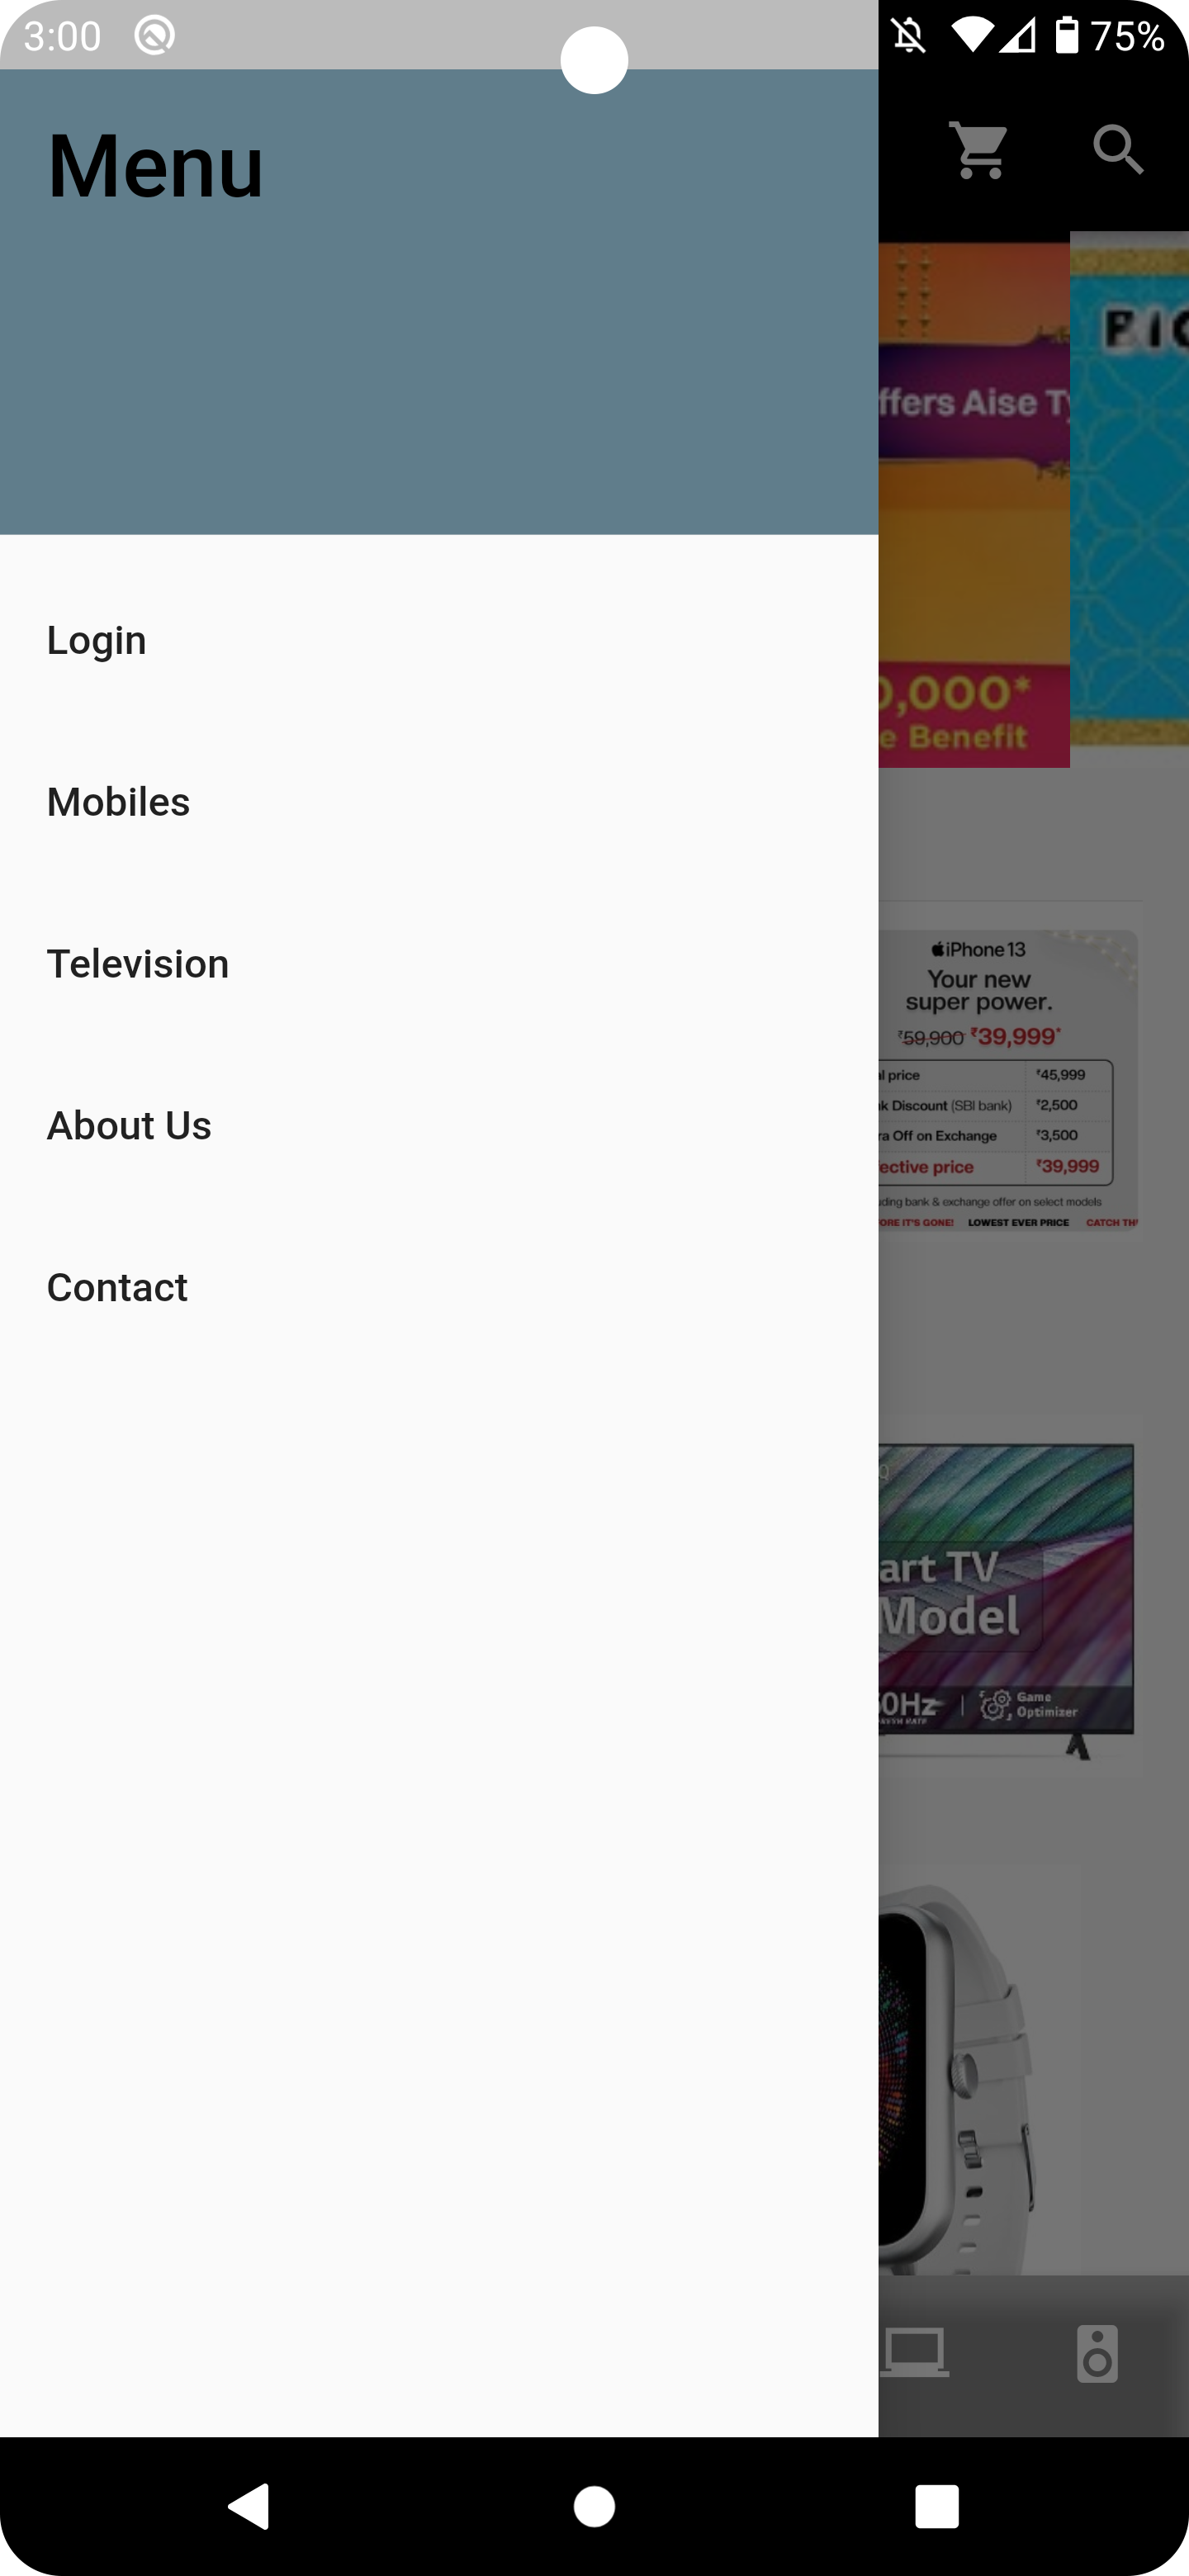 3:00
75%
Menu
Login
Mobiles
Television
About Us
Contact
ffers Aise
BIG
0,000*
e Benefit
iPhone 13
Your new
super power.
₹59,900 ₹39,999*
l price ₹45,999
k Discount (SBI bank) ₹2,500
ra Off on Exchange ₹3,500
ective price ₹39,999
ding bank & exchange offer on select models
ORE IT'S GONE! LOWEST EVER PRICE CATCH TH
art TV
Model
60Hz
Game
Optimizer